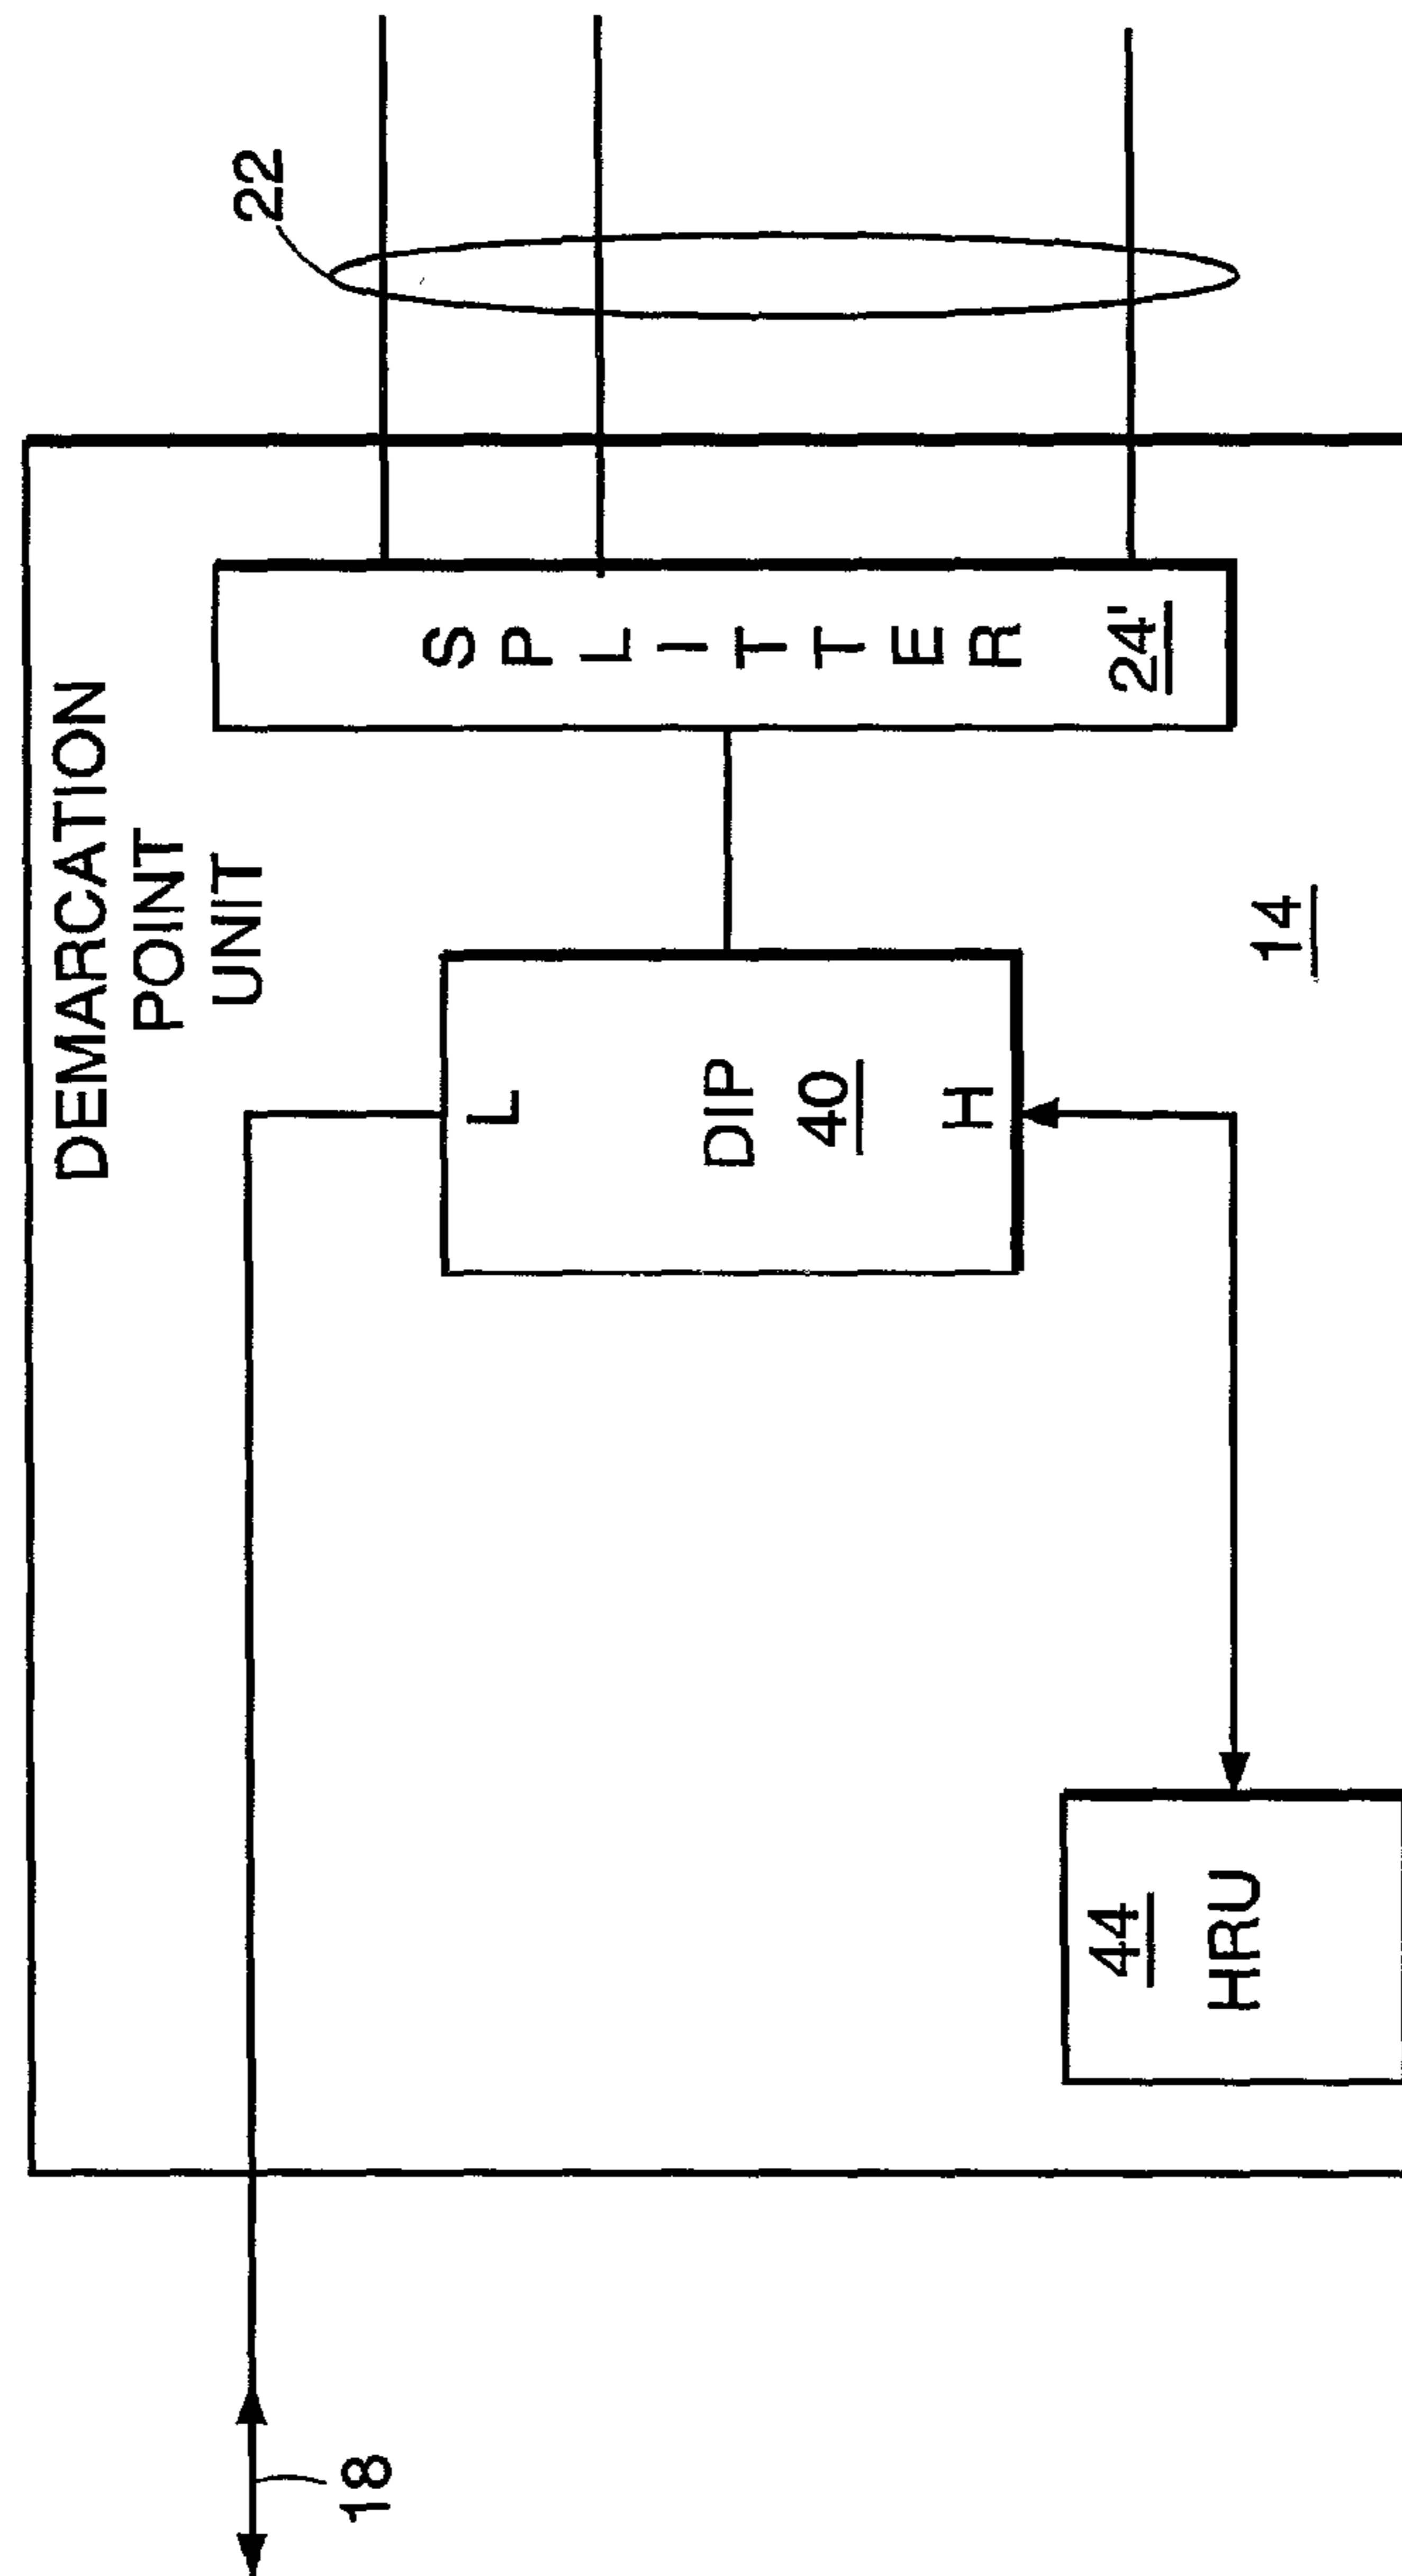 DEMARCATION
POINT
UNIT
22
18
L
DIP
40
H
SPLITTER
24'
44
HRU
14